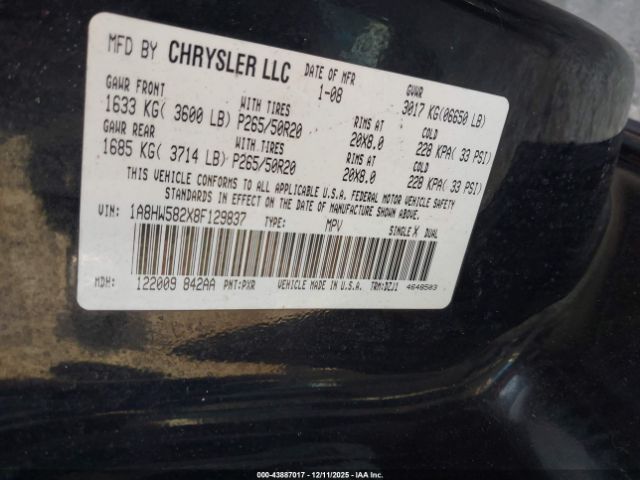 MFD BY CHRYSLER LLC DATE OF MFR GVWR
1-08 3017 KG(06650 LB)
GAWR FRONT WITH TIRES RIMS AT COLD
1633 KG( 3600 LB) P265/50R20 20X8.0 228 KPA( 33 PSI)
GAWR REAR WITH TIRES RIMS AT COLD
1685 KG( 3714 LB) P265/50R20 20X8.0 228 KPA( 33 PSI)
THIS VEHICLE CONFORMS TO ALL APPLICABLE U.S.A. FEDERAL MOTOR VEHICLE SAFETY
STANDARDS IN EFFECT ON THE DATE OF MANUFACTURE SHOWN ABOVE.
VIN: 1A8HW582X8F129837 TYPE: MPV SINGLE X DUAL
MDH: 122009 842AA PNT:PXR VEHICLE MADE IN U.S.A. TRM:DZJ1 4648503
000-43887017 - 12/11/2025 - IAAI, Inc.